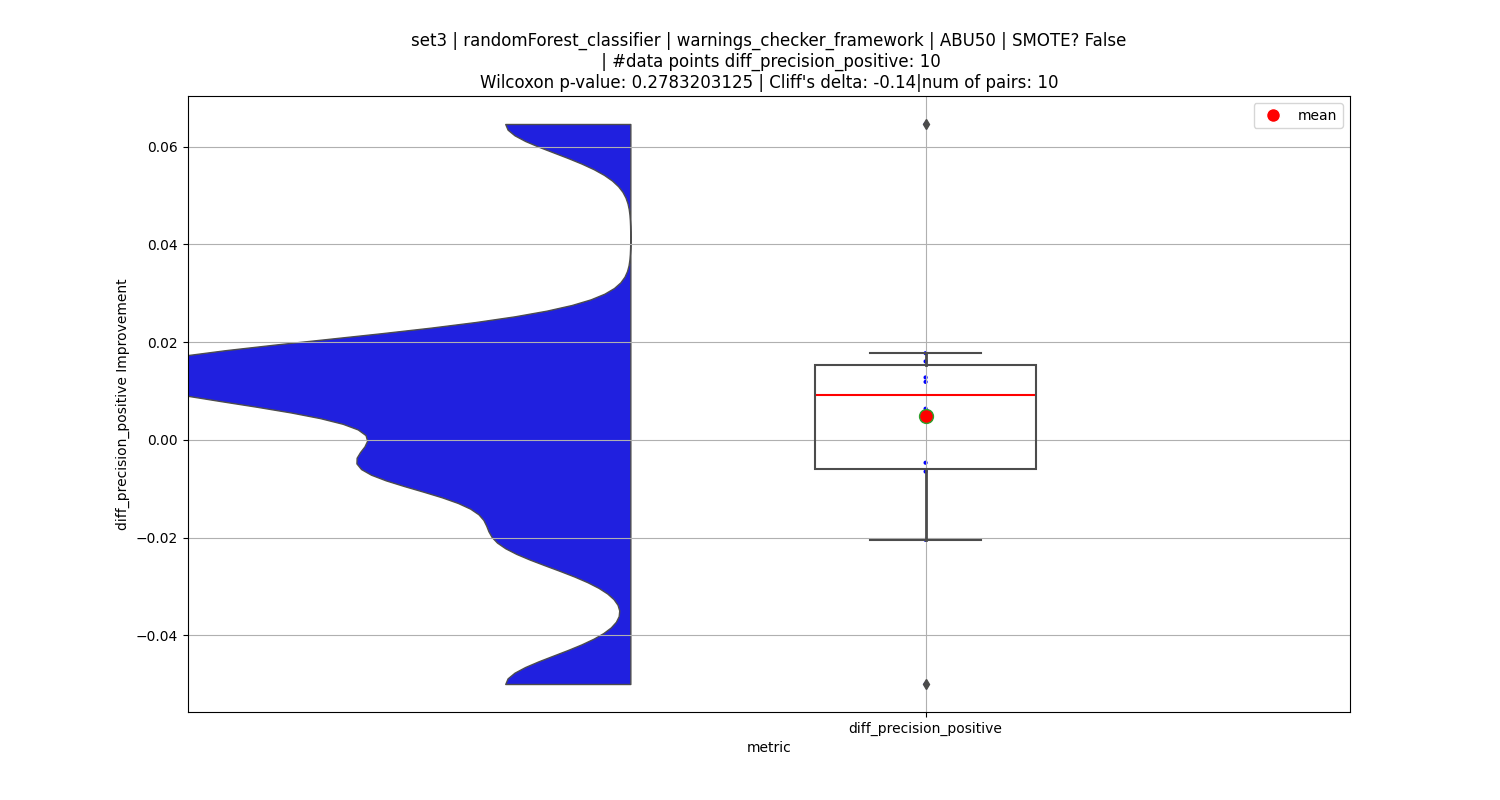 set3 | randomForest_classifier | warnings_checker_framework | ABU50 | SMOTE? False
| #data points diff_precision_positive: 10
Wilcoxon p-value: 0.2783203125 | Cliff's delta: -0.14|num of pairs: 10
mean
0.06
0.04
0.02
0.00
−0.02
−0.04
diff_precision_positive Improvement
diff_precision_positive
metric